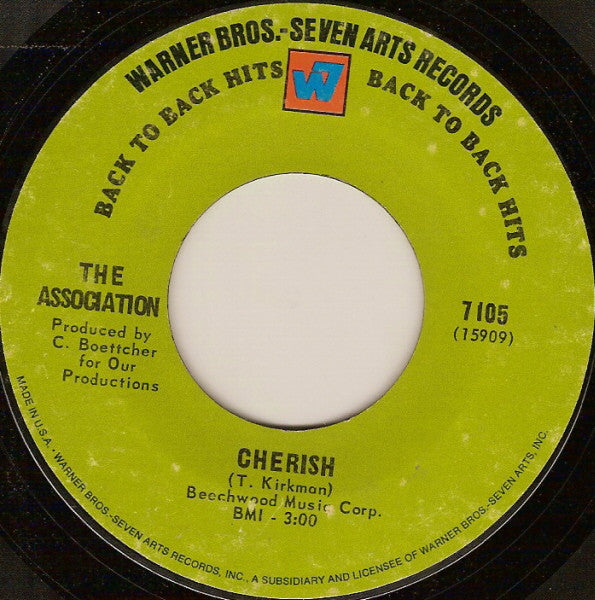 WARNER BROS.-SEVEN ARTS RECORDS
BACK TO BACK HITS
W7
BACK TO BACK HITS
THE
ASSOCIATION
Produced by
C. Boettcher
for Our
Productions
7105
(15909)
CHERISH
(T. Kirkman)
Beechwood Music Corp.
BMI - 3:00
MADE IN U.S.A. • WARNER BROS.-SEVEN ARTS RECORDS, INC., A SUBSIDIARY AND LICENSEE OF WARNER BROS.-SEVEN ARTS, INC.